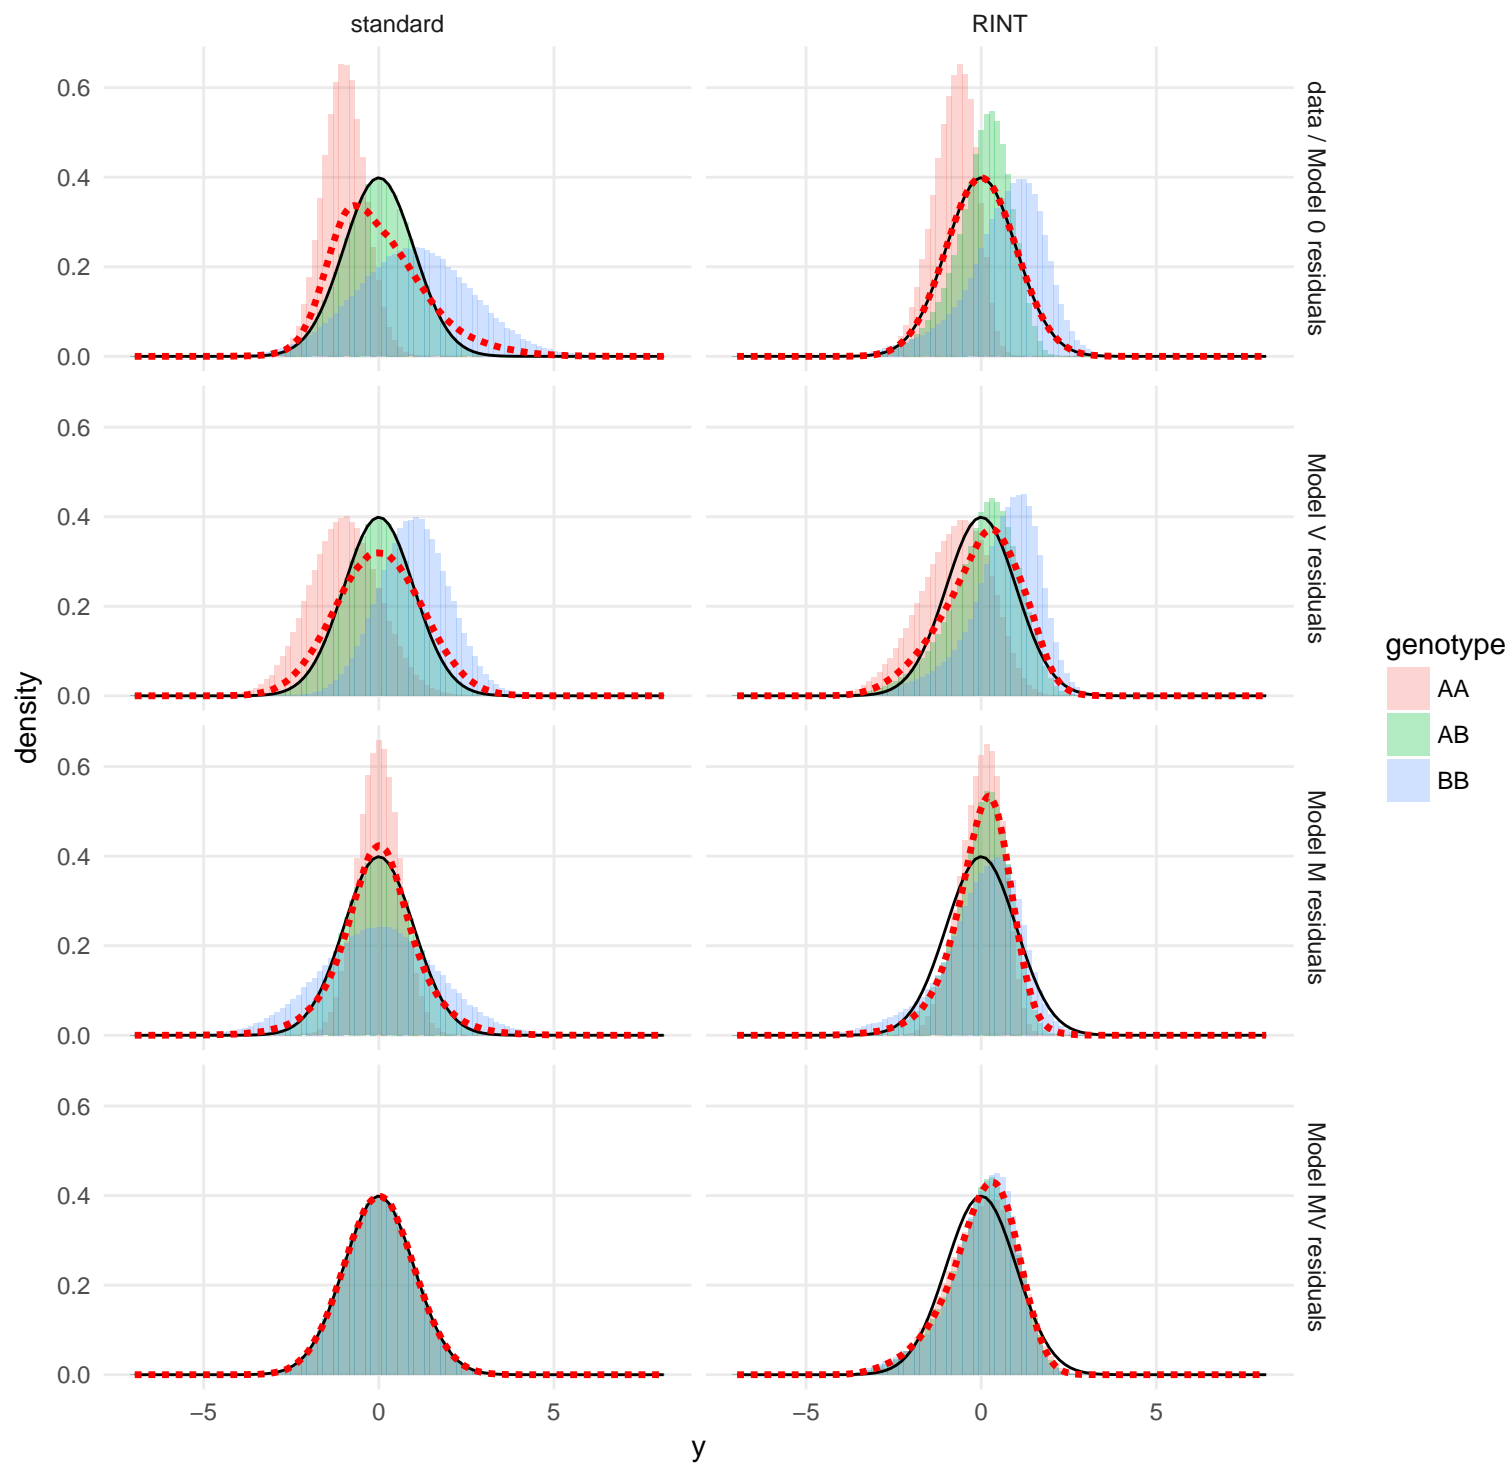 standard
RINT
0.6
0.4
0.2
0.0
data / Model 0 residuals
0.6
0.4
0.2
0.0
Model V residuals
0.6
0.4
0.2
0.0
Model M residuals
0.6
0.4
0.2
0.0
Model MV residuals
−5
0
5
−5
0
5
y
density
genotype
AA
AB
BB